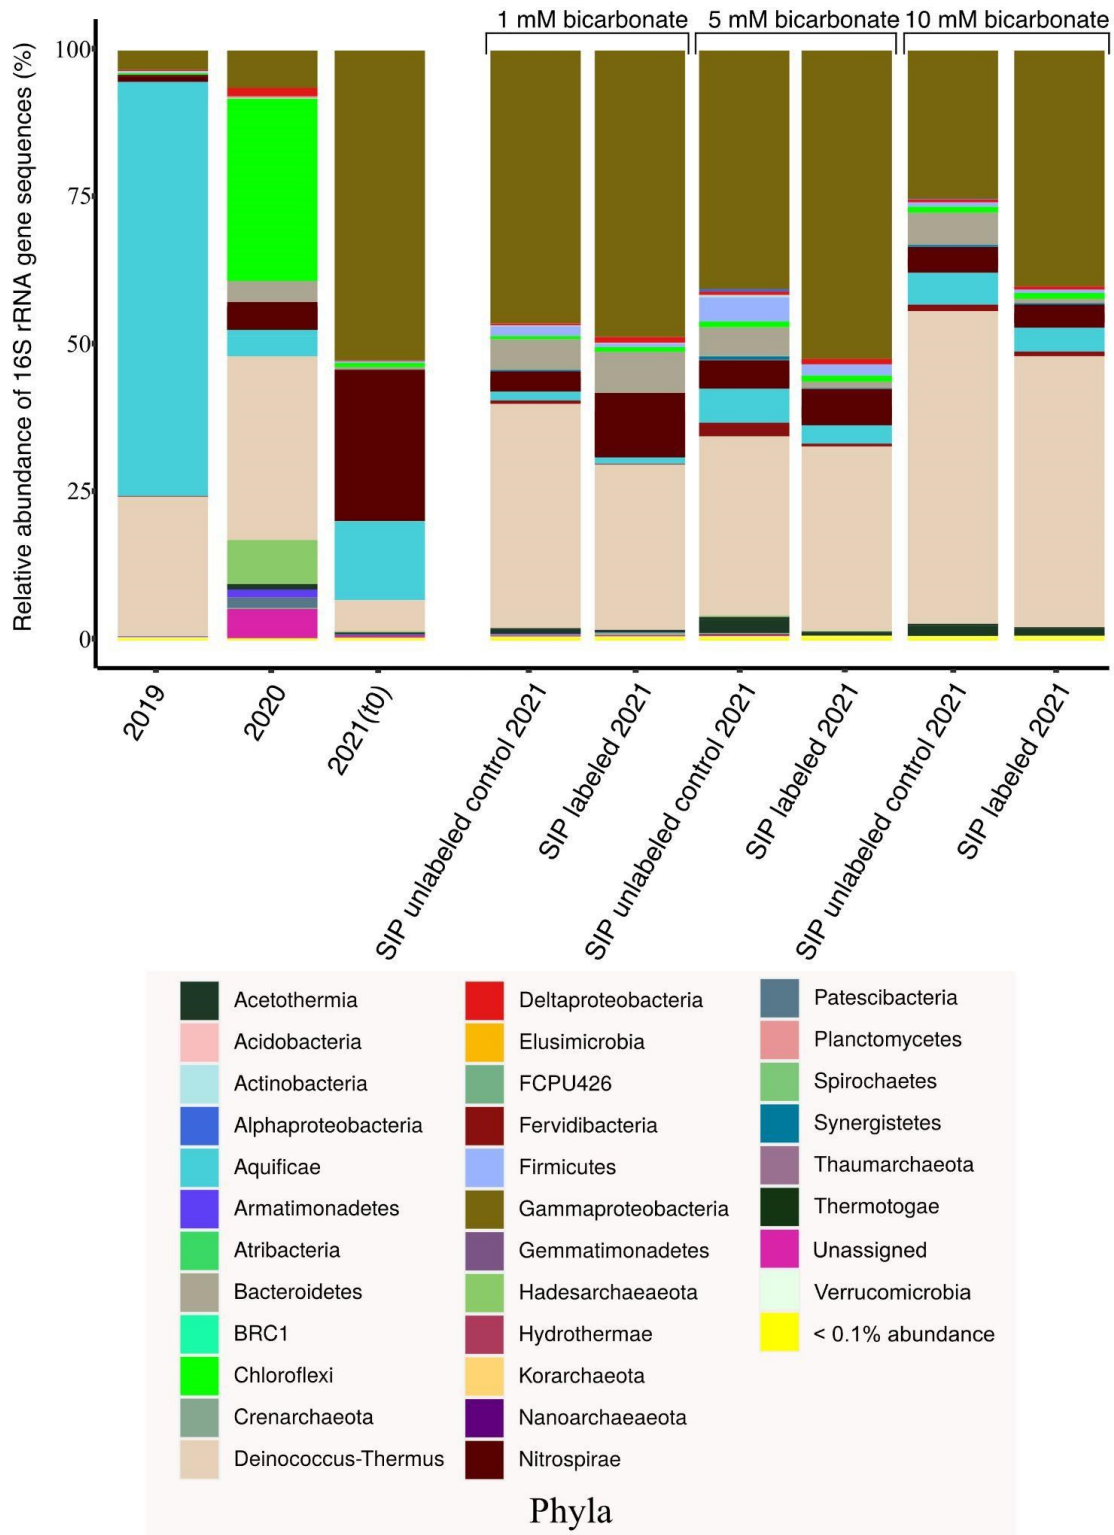 1 mM bicarbonate 5 mM bicarbonate 10 mM bicarbonate
Relative abundance of 16S rRNA gene sequences (%)
100
75
50
25
0
2019
2020
2021(t0)
SIP unlabeled control 2021
SIP labeled 2021
SIP unlabeled control 2021
SIP labeled 2021
SIP unlabeled control 2021
SIP labeled 2021
Acetothermia
Acidobacteria
Actinobacteria
Alphaproteobacteria
Aquificae
Armatimonadetes
Atribacteria
Bacteroidetes
BRC1
Chloroflexi
Crenarchaeota
Deinococcus-Thermus
Deltaproteobacteria
Elusimicrobia
FCPU426
Fervidibacteria
Firmicutes
Gammaproteobacteria
Gemmatimonadetes
Hadesarchaeaeota
Hydrothermae
Korarchaeota
Nanoarchaeaeota
Nitrospirae
Patescibacteria
Planctomycetes
Spirochaetes
Synergistetes
Thaumarchaeota
Thermotogae
Unassigned
Verrucomicrobia
< 0.1% abundance
Phyla